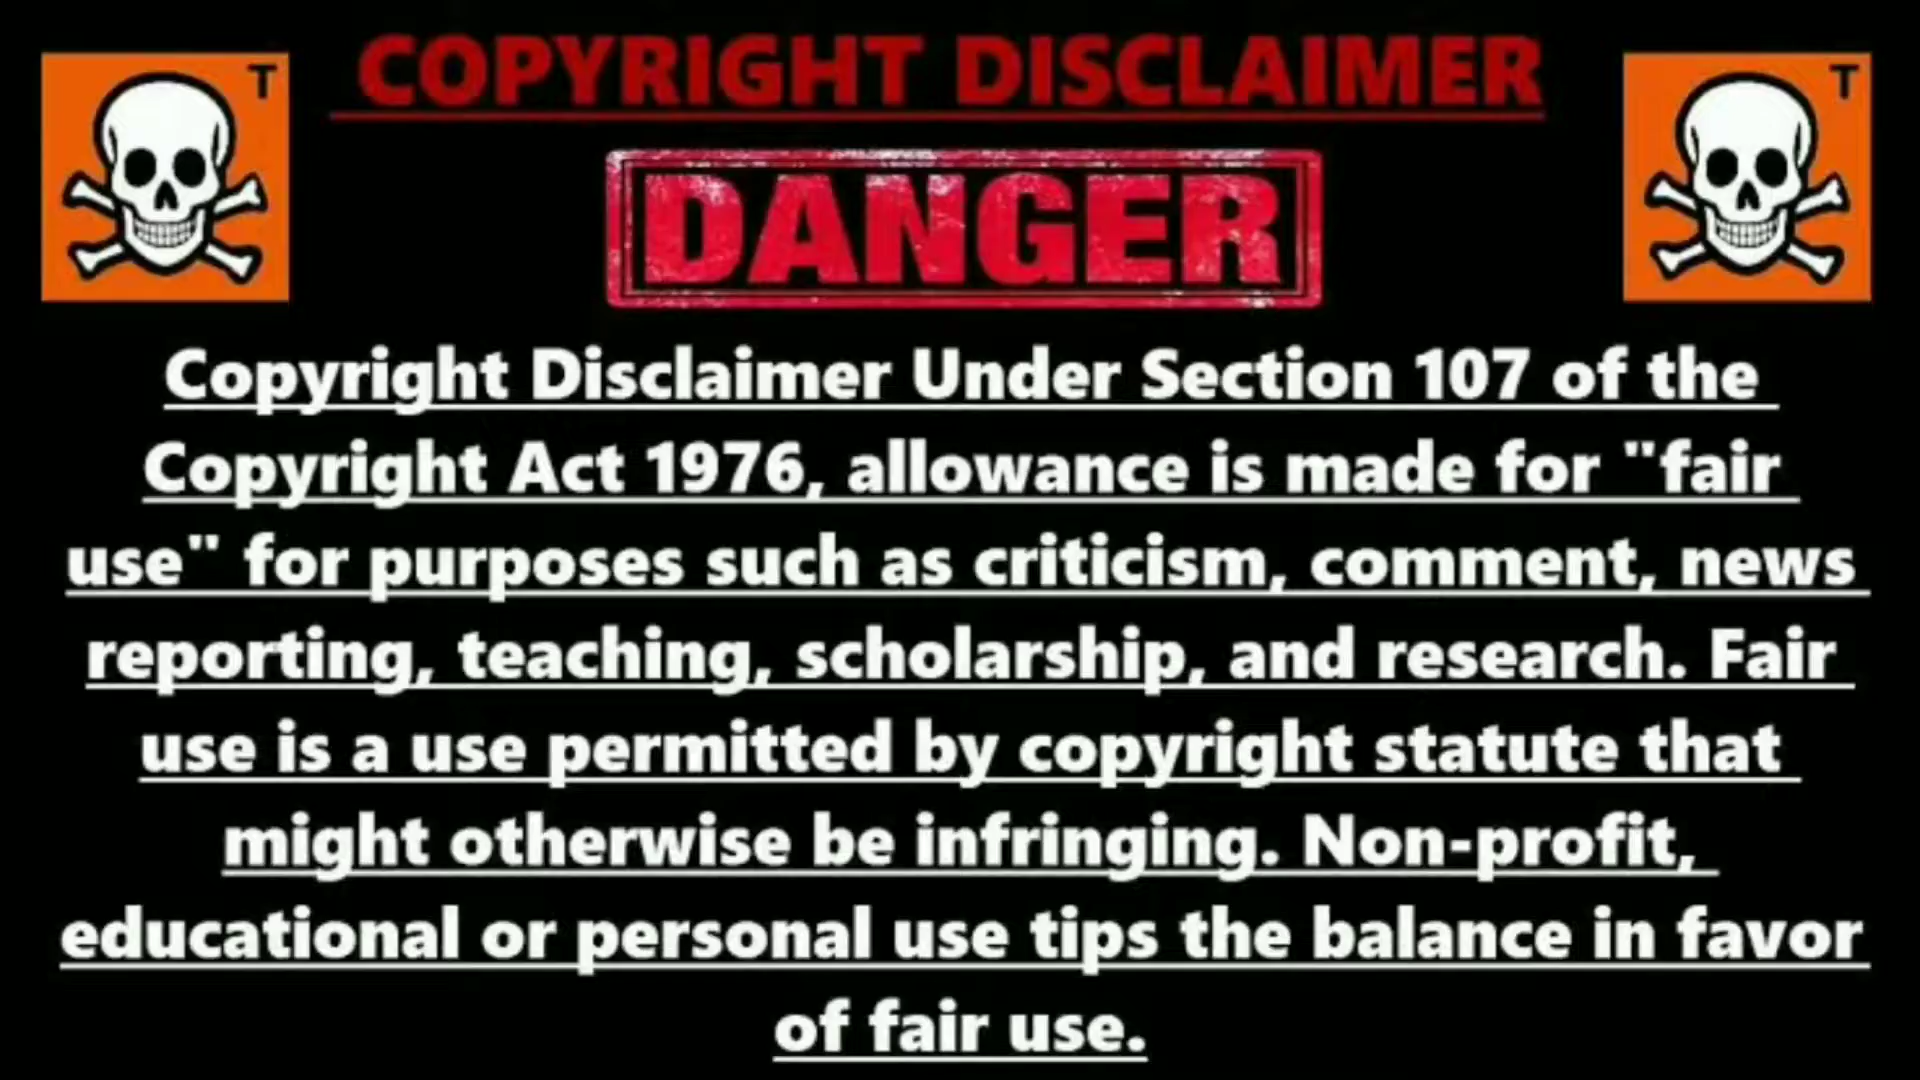 T
COPYRIGHT DISCLAIMER
T
DANGER
Copyright Disclaimer Under Section 107 of the
Copyright Act 1976, allowance is made for "fair
use" for purposes such as criticism, comment, news
reporting, teaching, scholarship, and research. Fair
use is a use permitted by copyright statute that
might otherwise be infringing. Non-profit,
educational or personal use tips the balance in favor
of fair use.